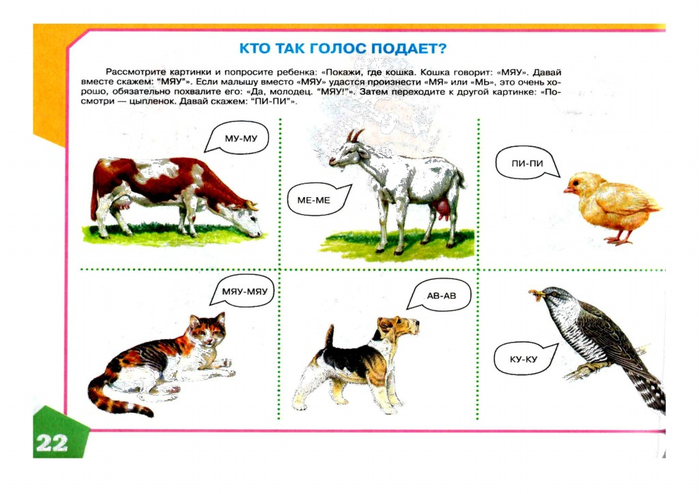 КТО ТАК ГОЛОС ПОДАЕТ?
Рассмотрите картинки и попросите ребенка: «Покажи, где кошка. Кошка говорит: «МЯУ». Давай
вместе скажем: "МЯУ"». Если малышу вместо «МЯУ» удастся произнести «МЯ» или «МЬ», это очень хо-
рошо, обязательно похвалите его: «Да, молодец. "МЯУ!"». Затем переходите к другой картинке: «По-
смотри — цыпленок. Давай скажем: "ПИ-ПИ"».
МУ-МУ
МЕ-МЕ
ПИ-ПИ
МЯУ-МЯУ
АВ-АВ
КУ-КУ
22